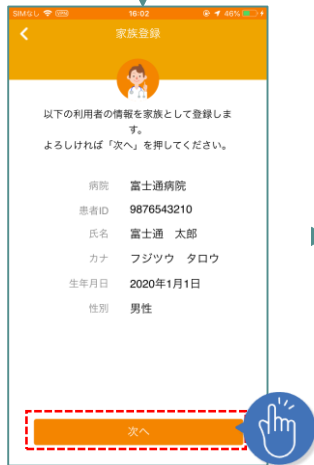 SIMなし VPN 16:02 46%
家族登録
以下の利用者の情報を家族として登録しま
す。
よろしければ「次へ」を押してください。
病院 富士通病院
患者ID 9876543210
氏名 富士通　太郎
カナ フジツウ　タロウ
生年月日 2020年1月1日
性別 男性
次へ